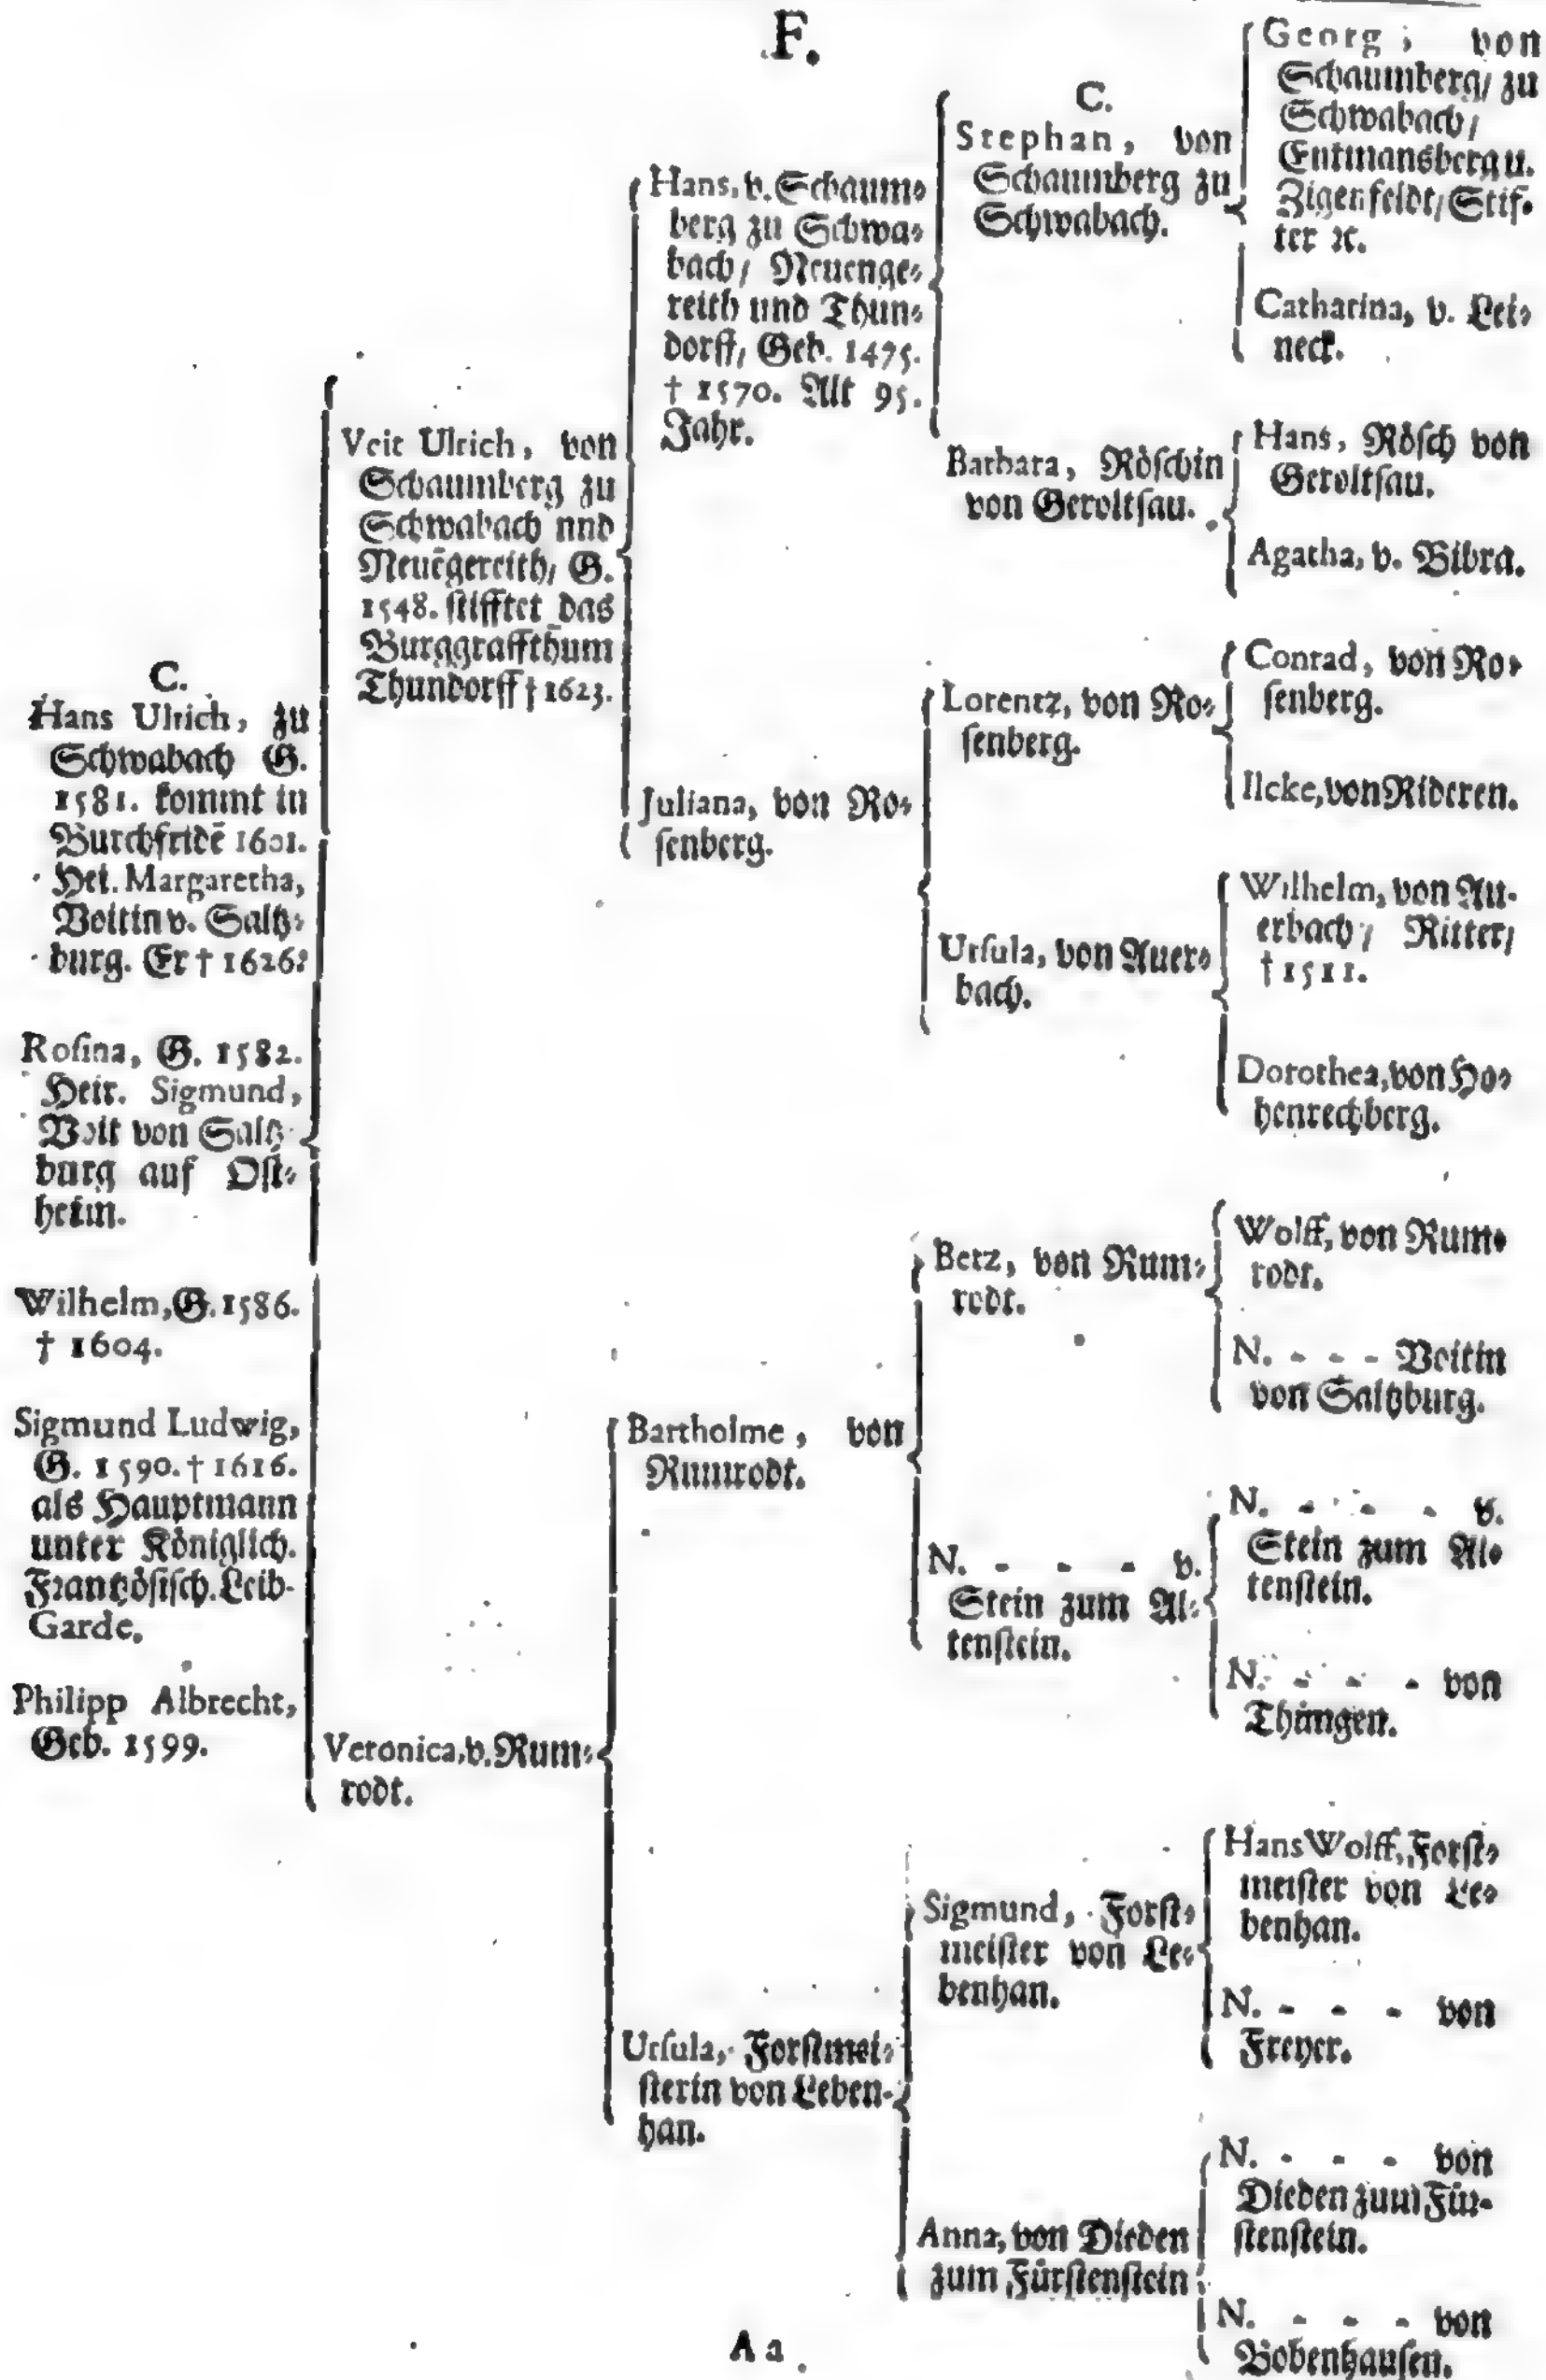 F.
C.
Hans Ulrich, zu
Schwabach G.
1581. kommt in
Burchfridē 1601.
Het. Margaretha,
Voitin v. Saltz-
burg. Er † 1626.
Rosina, G. 1582.
Heir. Sigmund,
Voit von Saltz-
burg auf Ost-
heim.
Wilhelm, G. 1586.
† 1604.
Sigmund Ludwig,
G. 1590. † 1616.
als Hauptmann
unter Königlich.
Frantzösisch. Leib-
Garde.
Philipp Albrecht,
Geb. 1599.
Veit Ulrich, von
Schaumberg zu
Schwabach nnd
Neuēgereith, G.
1548. stifftet das
Burggraffthum
Thundorff † 1623.
Veronica, v. Rum-
rodt.
Hans, v. Schaum-
berg zu Schwa-
bach / Neuenge-
reith und Thun-
dorff, Geb. 1475.
† 1570. Alt 95.
Jahr.
Juliana, von Ro-
senberg.
Bartholme, von
Rumrodt.
Ursula, Forstmei-
sterin von Leben-
han.
C.
Stephan, von
Schaumberg zu
Schwabach.
Barbara, Röschin
von Geroltsau.
Lorentz, von Ro-
senberg.
Ursula, von Auer-
bach.
Betz, von Rum-
rodt.
N. - - - v.
Stein zum Al-
tenstein.
Sigmund, Forst-
meister von Le-
benhan.
Anna, von Dieden
zum Fürstenstein
Georg, von
Schaumberg / zu
Schwabach /
Entmansberg u.
Zigenfeldt / Stif-
ter ꝛc.
Catharina, v. Lei-
neck.
Hans, Rösch von
Geroltsau.
Agatha, v. Bibra.
Conrad, von Ro-
senberg.
Ilcke, von Rideren.
Wilhelm, von Au-
erbach / Ritter /
† 1511.
Dorothea, von Ho-
henrechberg.
Wolff, von Rum-
rodt.
N. - - - Voitin
von Saltzburg.
N. - - - v.
Stein zum Al-
tenstein.
N. - - - von
Thüngen.
Hans Wolff, Forst-
meister von Le-
benhan.
N. - - - von
Freyer.
N. - - - von
Dieden zum Für-
stenstein.
N. - - - von
Bobenhausen.
Aa